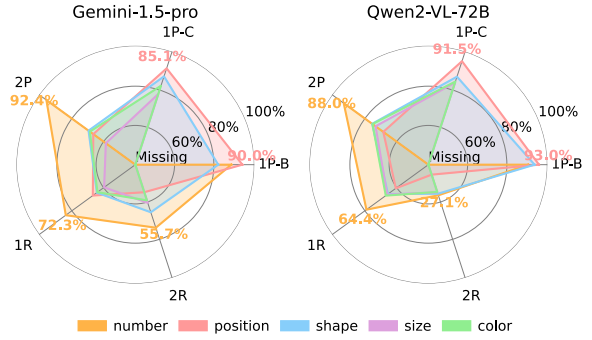 Gemini-1.5-pro
1P-C
85.1%
2P
92.4%
100%
80%
60%
Missing
90.0%
1P-B
72.3%
1R
55.7%
2R
Qwen2-VL-72B
1P-C
91.5%
2P
88.0%
100%
80%
60%
Missing
93.0%
1P-B
64.4%
1R
27.1%
2R
number position shape size color